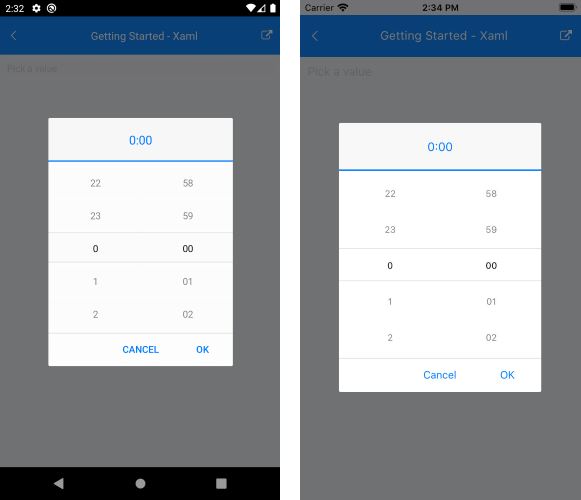 2:32
Getting Started - Xaml
Pick a value
0:00
22 58
23 59
0 00
1 01
2 02
CANCEL OK
Carrier 2:34 PM
Getting Started - Xaml
Pick a value
0:00
22 58
23 59
0 00
1 01
2 02
Cancel OK